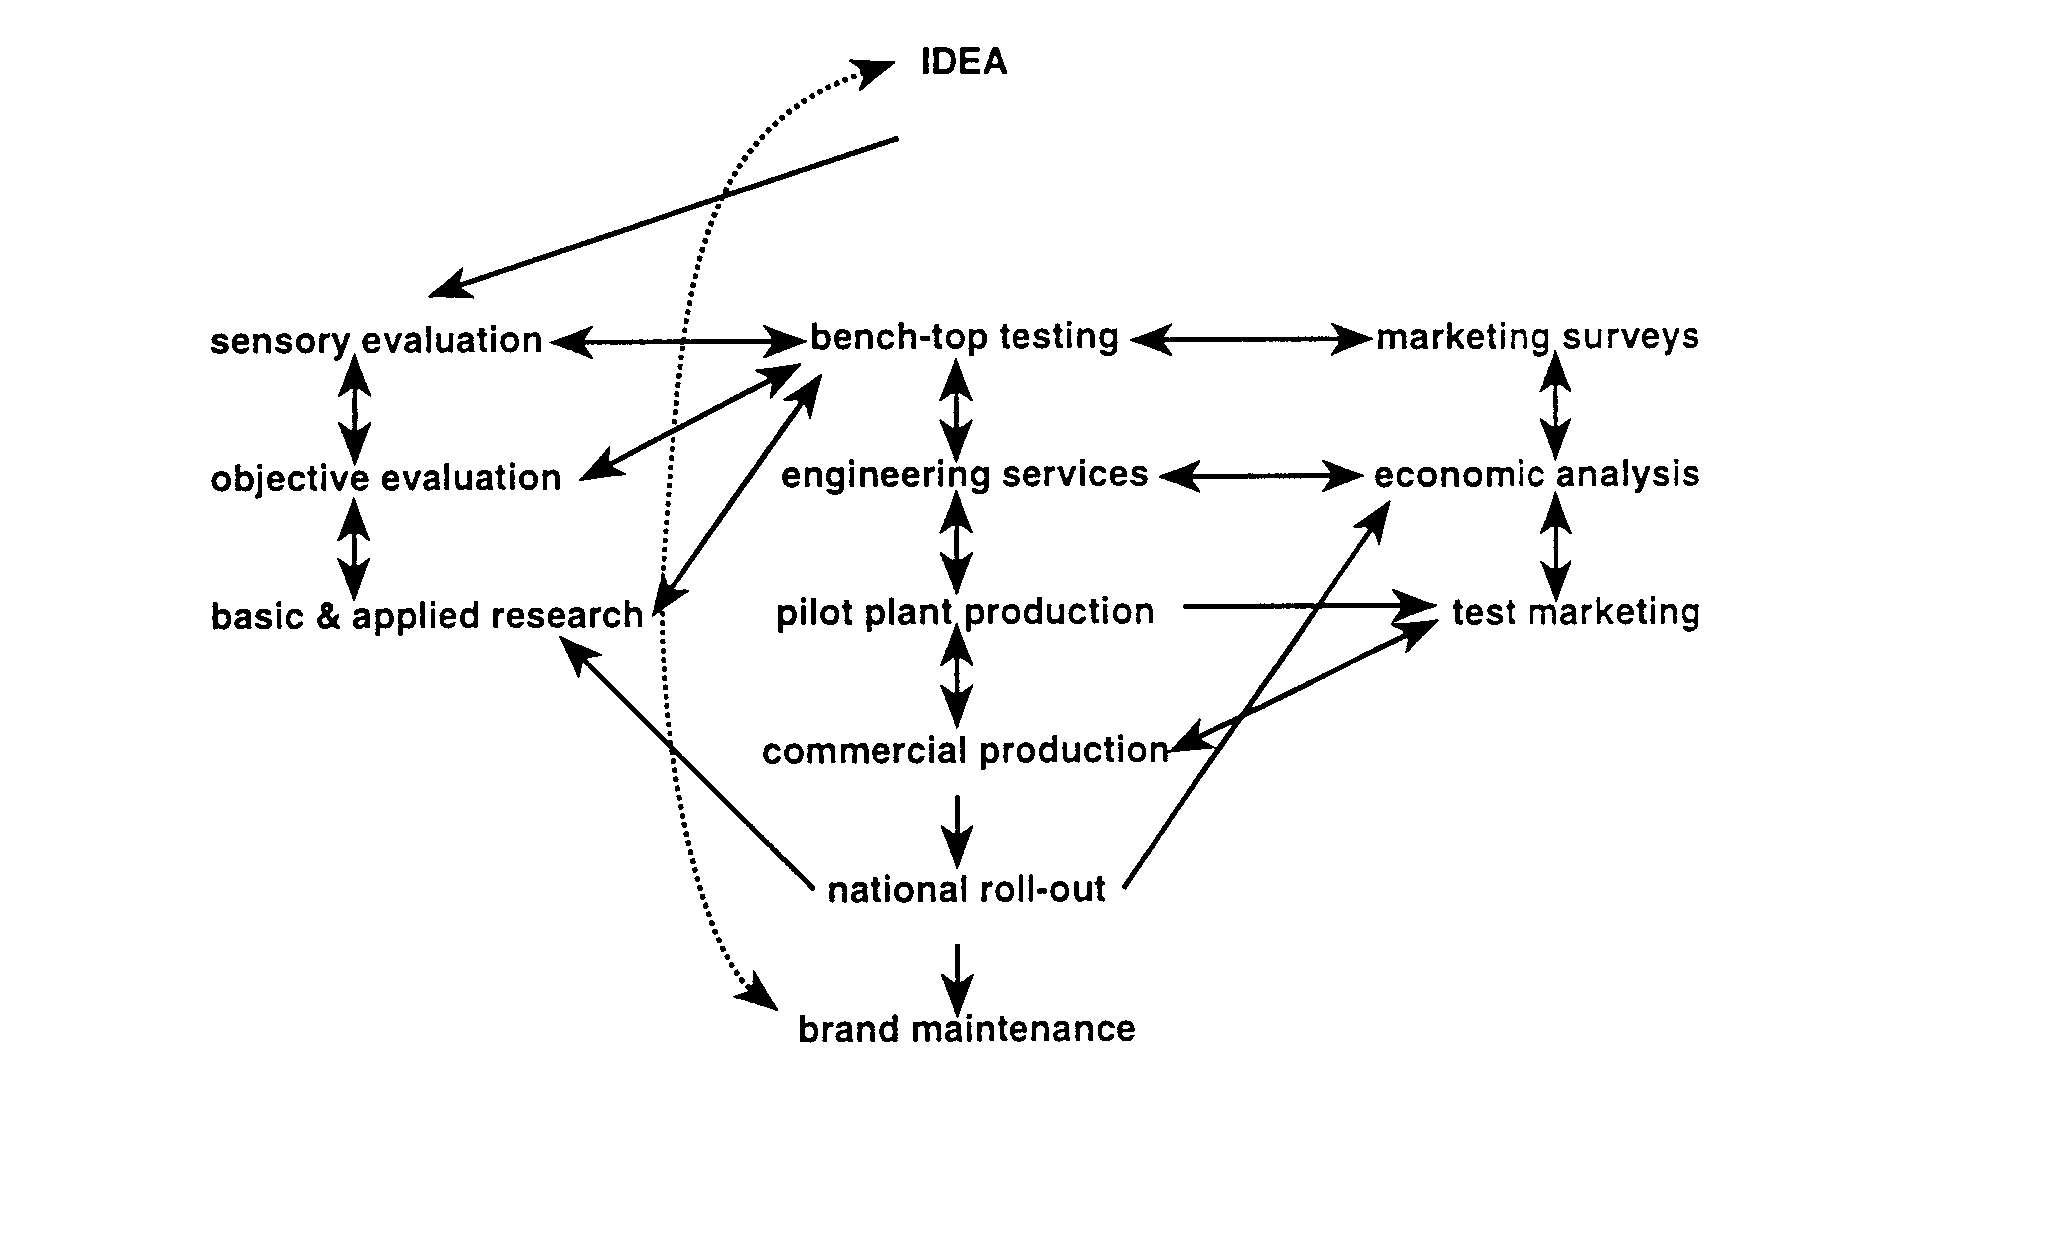 IDEA
sensory evaluation
bench-top testing
marketing surveys
objective evaluation
engineering services
economic analysis
basic & applied research
pilot plant production
test marketing
commercial production
national roll-out
brand maintenance